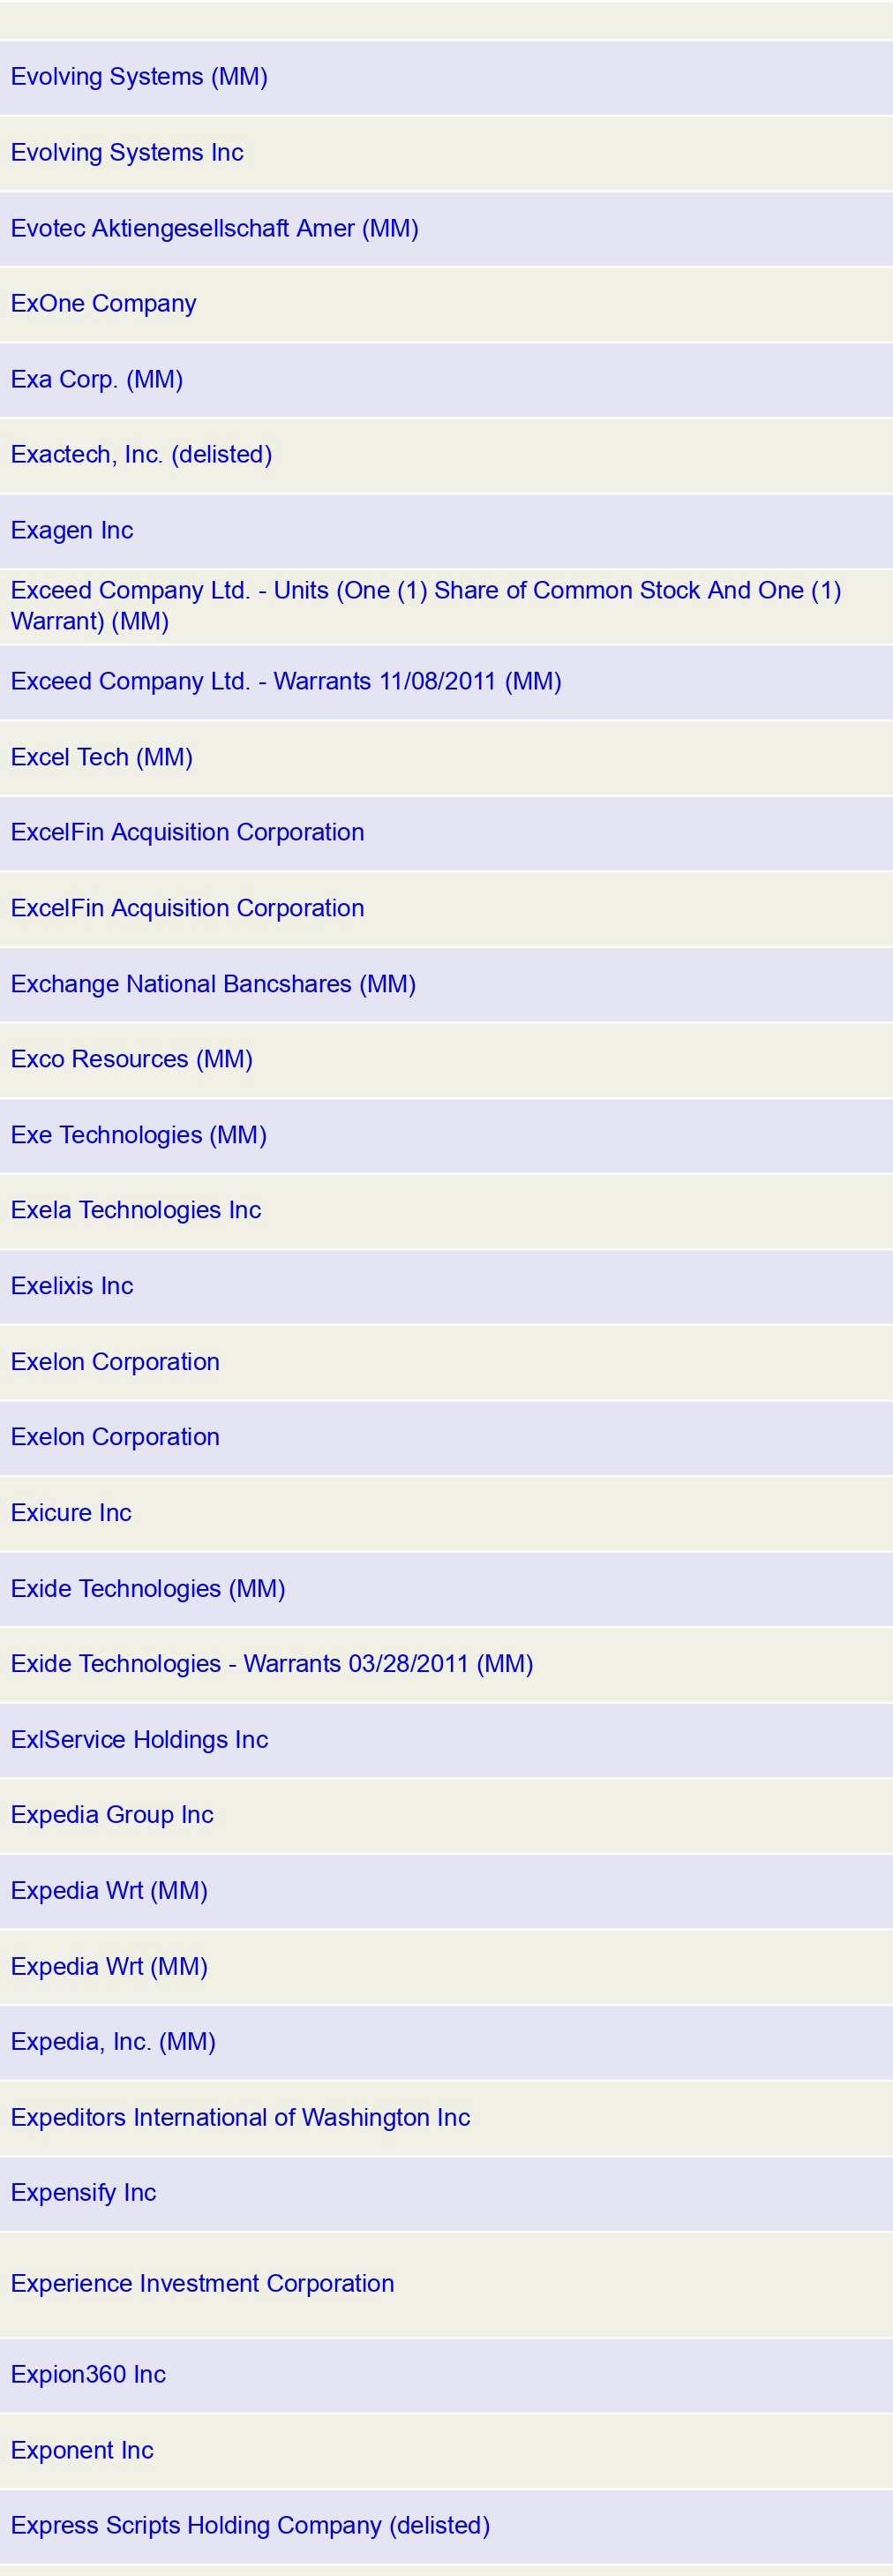 Evolving Systems (MM)
Evolving Systems Inc
Evotec Aktiengesellschaft Amer (MM)
ExOne Company
Exa Corp. (MM)
Exactech, Inc. (delisted)
Exagen Inc
Exceed Company Ltd. - Units (One (1) Share of Common Stock And One (1)
Warrant) (MM)
Exceed Company Ltd. - Warrants 11/08/2011 (MM)
Excel Tech (MM)
ExcelFin Acquisition Corporation
ExcelFin Acquisition Corporation
Exchange National Bancshares (MM)
Exco Resources (MM)
Exe Technologies (MM)
Exela Technologies Inc
Exelixis Inc
Exelon Corporation
Exelon Corporation
Exicure Inc
Exide Technologies (MM)
Exide Technologies - Warrants 03/28/2011 (MM)
ExlService Holdings Inc
Expedia Group Inc
Expedia Wrt (MM)
Expedia Wrt (MM)
Expedia, Inc. (MM)
Expeditors International of Washington Inc
Expensify Inc
Experience Investment Corporation
Expion360 Inc
Exponent Inc
Express Scripts Holding Company (delisted)